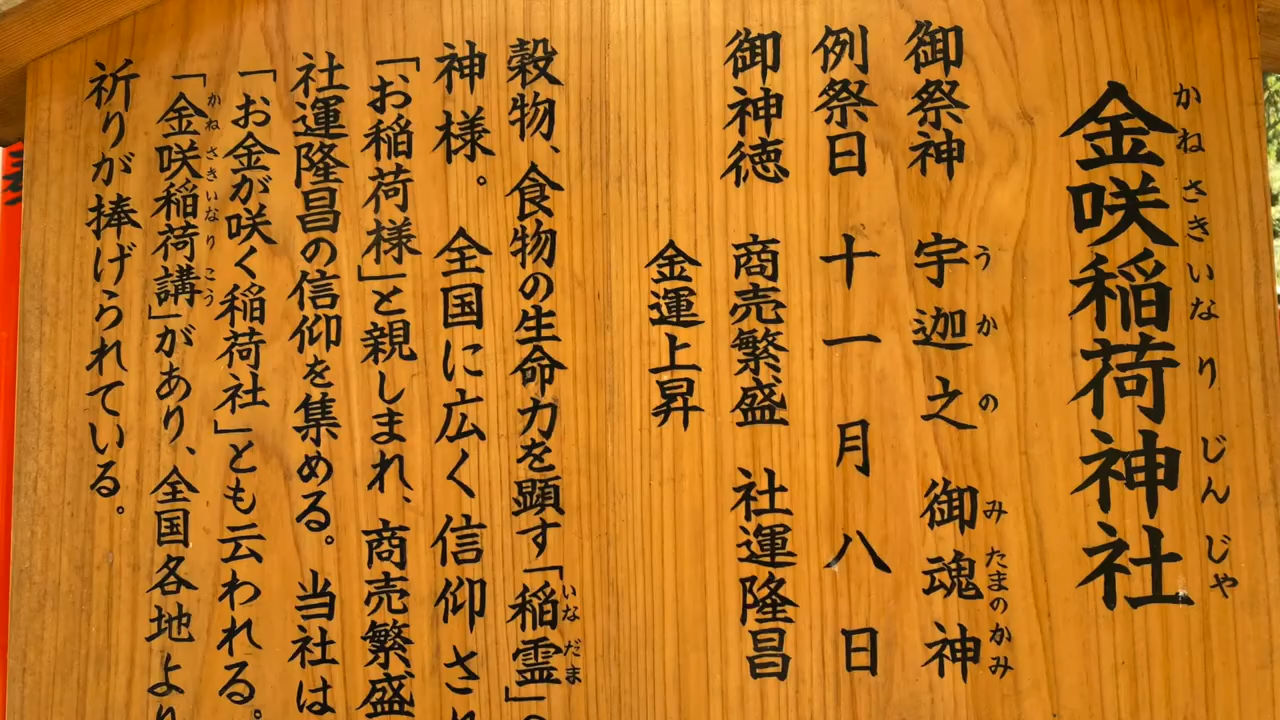 金咲稲荷神社
かねさきいなりじんじゃ
御祭神 宇迦之御魂神
うかのみたまのかみ
例祭日 十一月八日
御神徳 商売繁盛 社運隆昌
金運上昇
穀物、食物の生命力を顕す「稲霊」の
いなだま
神様。全国に広く信仰さ
「お稲荷様」と親しまれ、商売繁盛
社運隆昌の信仰を集める。当社は
「お金が咲く稲荷社」とも云われる。
「金咲稲荷講」があり、全国各地より
かねさきいなりこう
祈りが捧げられている。